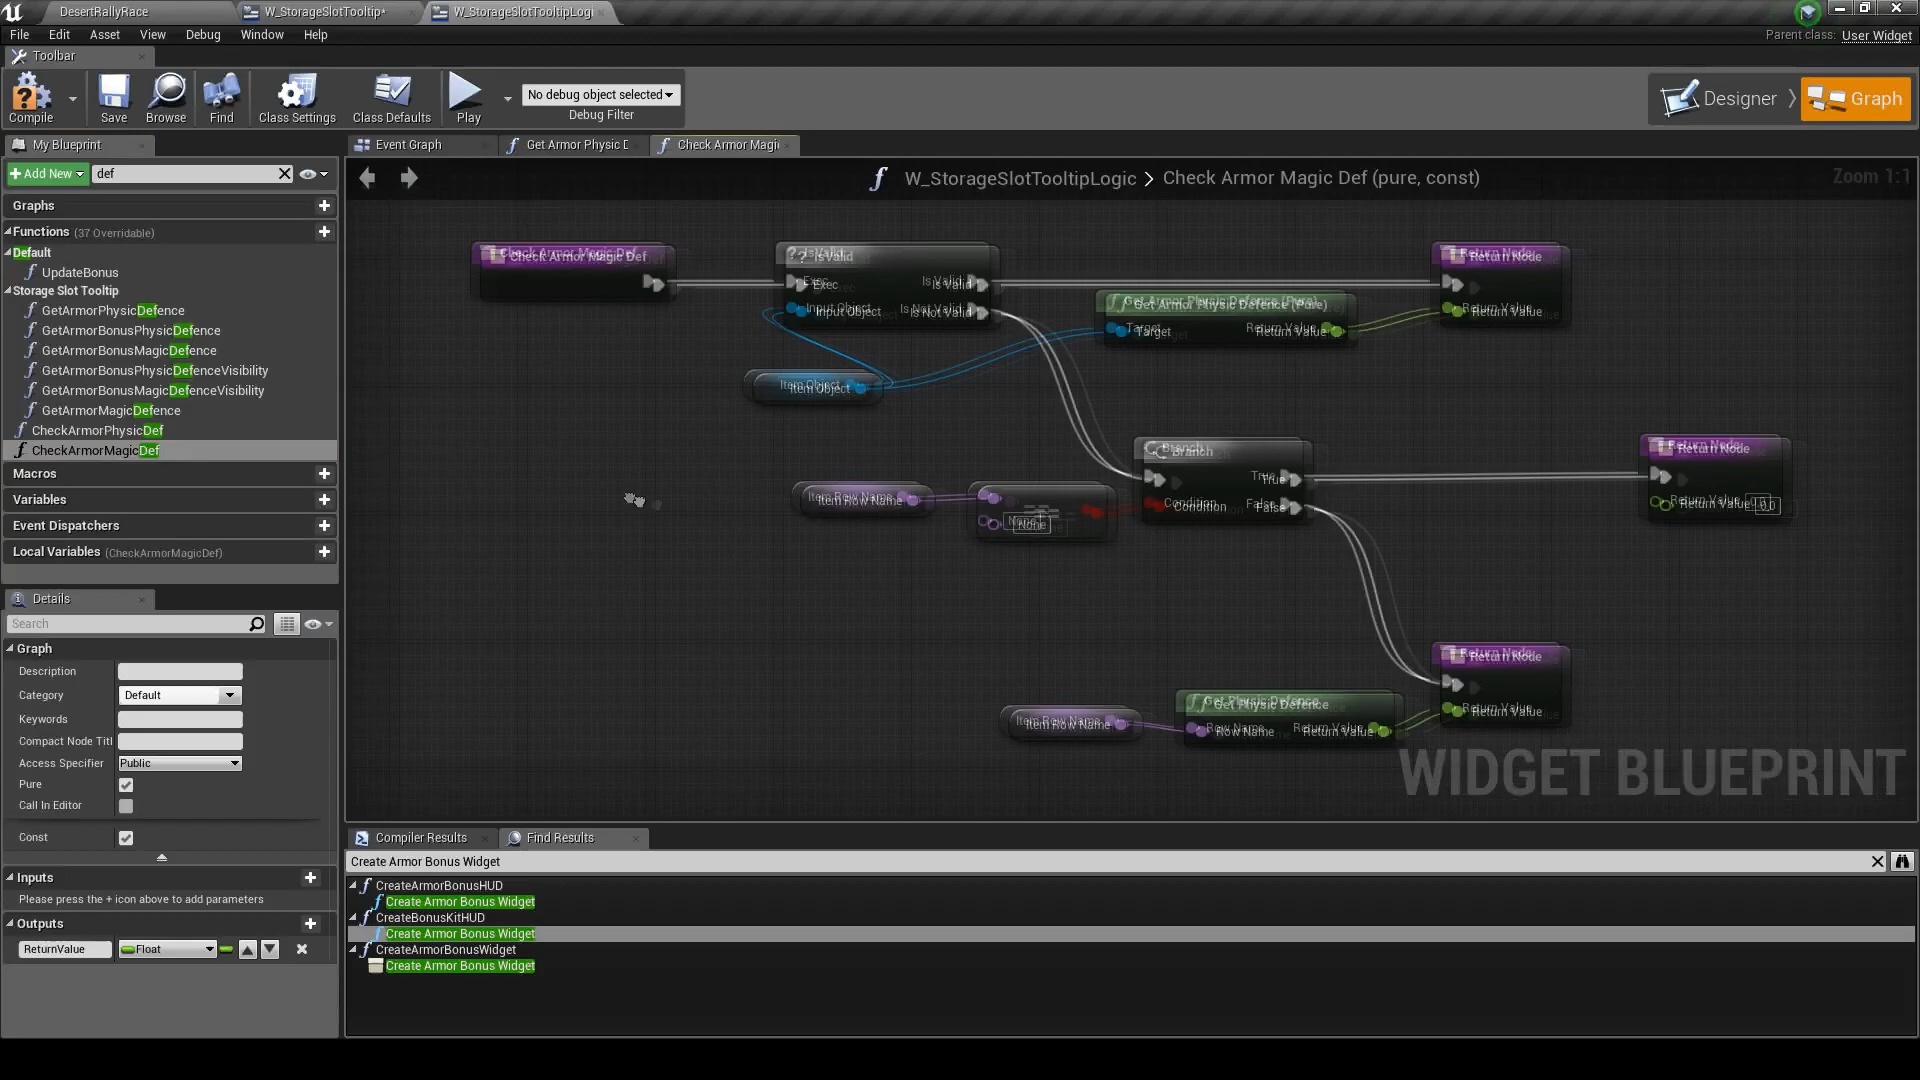 DesertRallyRace
W_StorageSlotTooltip*
W_StorageSlotTooltipLogi
File Edit Asset View Debug Window Help
Parent class: User Widget
Toolbar
Compile
Save
Browse
Find
Class Settings
Class Defaults
Play
No debug object selected
Debug Filter
Designer
Graph
My Blueprint
Event Graph
Get Armor Physic D
Check Armor Magi
Add New
def
W_StorageSlotTooltipLogic > Check Armor Magic Def (pure, const)
Zoom 1:1
Graphs
Functions (37 Overridable)
Default
UpdateBonus
Storage Slot Tooltip
GetArmorPhysicDefence
GetArmorBonusPhysicDefence
GetArmorBonusMagicDefence
GetArmorBonusPhysicDefenceVisibility
GetArmorBonusMagicDefenceVisibility
GetArmorMagicDefence
CheckArmorPhysicDef
CheckArmorMagicDef
Macros
Variables
Event Dispatchers
Local Variables (CheckArmorMagicDef)
Check Armor Magic Def
? IsValid
Exec
Is Valid
Input Object
Is Not Valid
Get Armor Physic Defence (Pure)
Target
Return Value
Return Node
Return Value
Item Object
Branch
True
Condition
False
Item Row Name
None
Return Node
Return Value 0.0
Return Node
Return Value
Item Row Name
Get Physic Defence
Row Name
Return Value
WIDGET BLUEPRINT
Details
Search
Graph
Description
Category Default
Keywords
Compact Node Titl
Access Specifier Public
Pure
Call In Editor
Const
Inputs
Please press the + icon above to add parameters
Outputs
ReturnValue Float
Compiler Results
Find Results
Create Armor Bonus Widget
CreateArmorBonusHUD
Create Armor Bonus Widget
CreateBonusKitHUD
Create Armor Bonus Widget
CreateArmorBonusWidget
Create Armor Bonus Widget